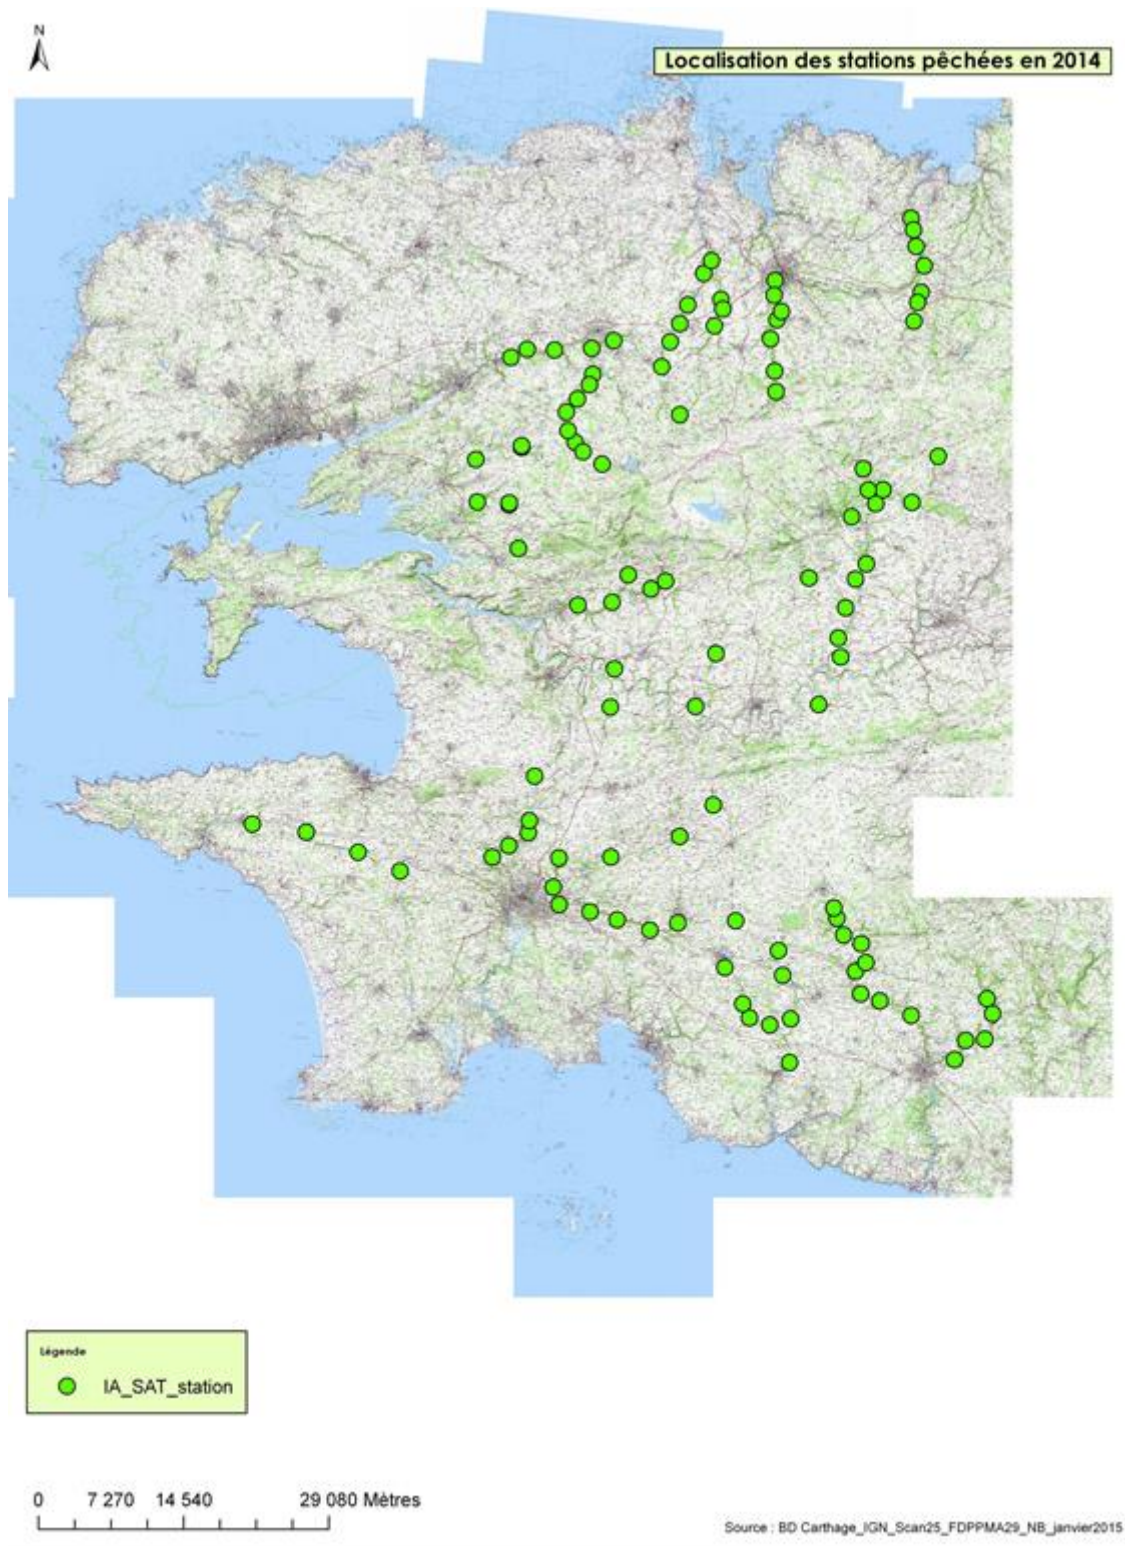 N
Localisation des stations pêchées en 2014
Légende
IA_SAT_station
0 7 270 14 540 29 080 Mètres
Source : BD Carthage_IGN_Scan25_FDPPMA29_NB_janvier2015